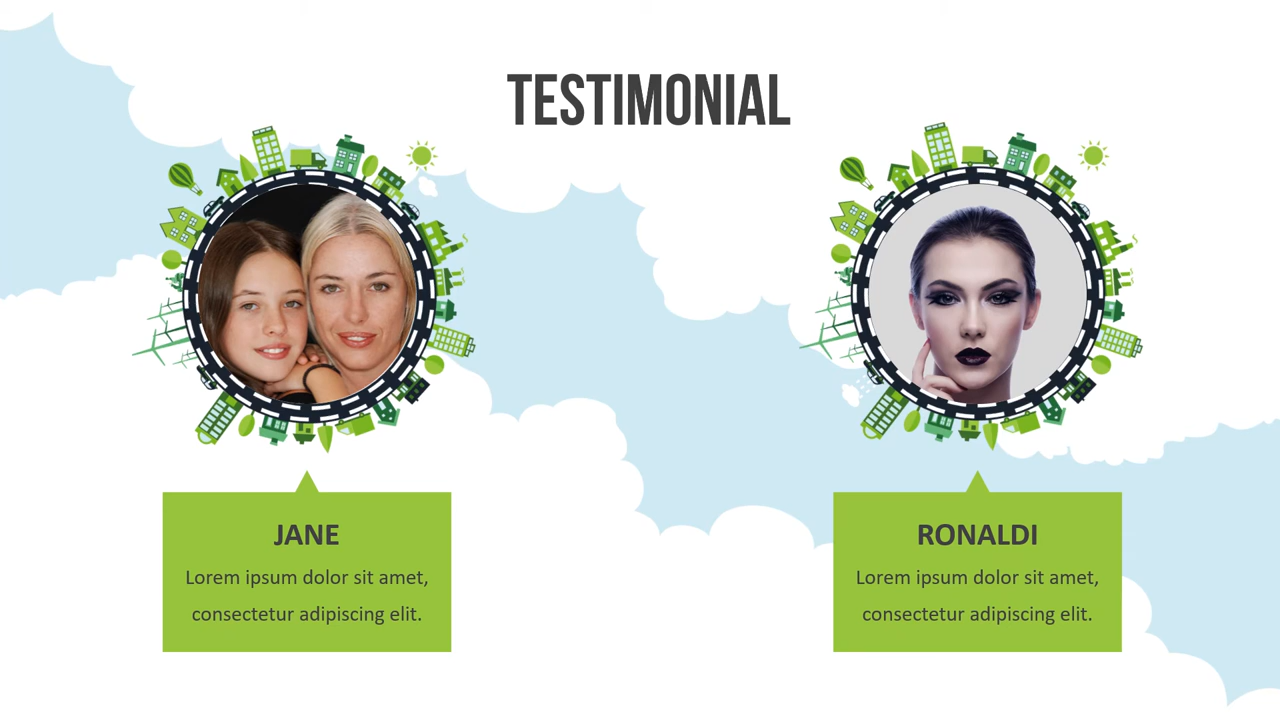 TESTIMONIAL
JANE
Lorem ipsum dolor sit amet,
consectetur adipiscing elit.
RONALDI
Lorem ipsum dolor sit amet,
consectetur adipiscing elit.